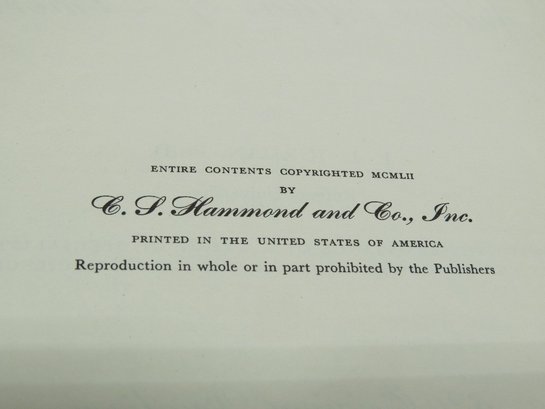 ENTIRE CONTENTS COPYRIGHTED MCMLII
BY
C. S. Hammond and Co., Inc.
PRINTED IN THE UNITED STATES OF AMERICA
Reproduction in whole or in part prohibited by the Publishers